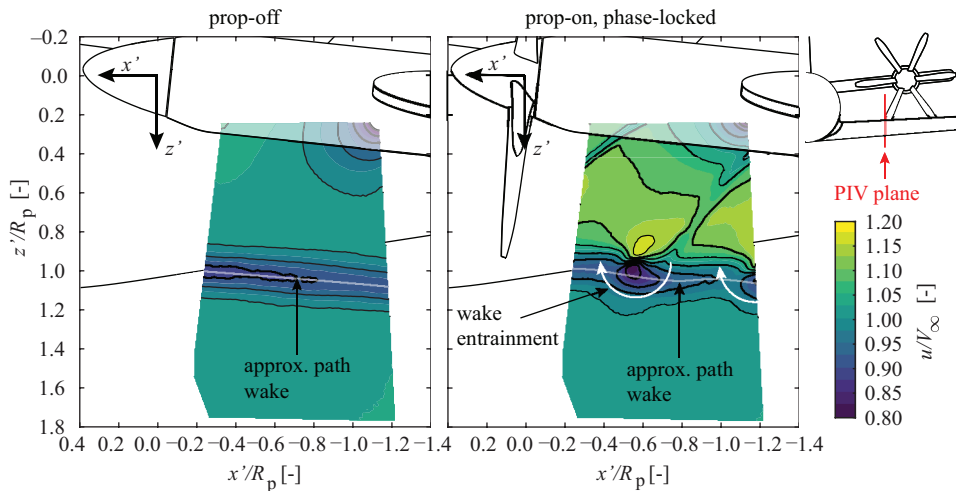 prop-off
prop-on, phase-locked
−0.2
0.0
0.2
0.4
0.6
0.8
1.0
1.2
1.4
1.6
1.8
z'/Rp [-]
x'
z'
approx. path
wake
0.4 0.2 0.0 −0.2 −0.4 −0.6 −0.8 −1.0 −1.2 −1.4
x'/Rp [-]
x'
z'
wake
entrainment
approx. path
wake
0.4 0.2 0.0 −0.2 −0.4 −0.6 −0.8 −1.0 −1.2 −1.4
x'/Rp [-]
PIV plane
1.20
1.15
1.10
1.05
1.00
0.95
0.90
0.85
0.80
u/V∞ [-]